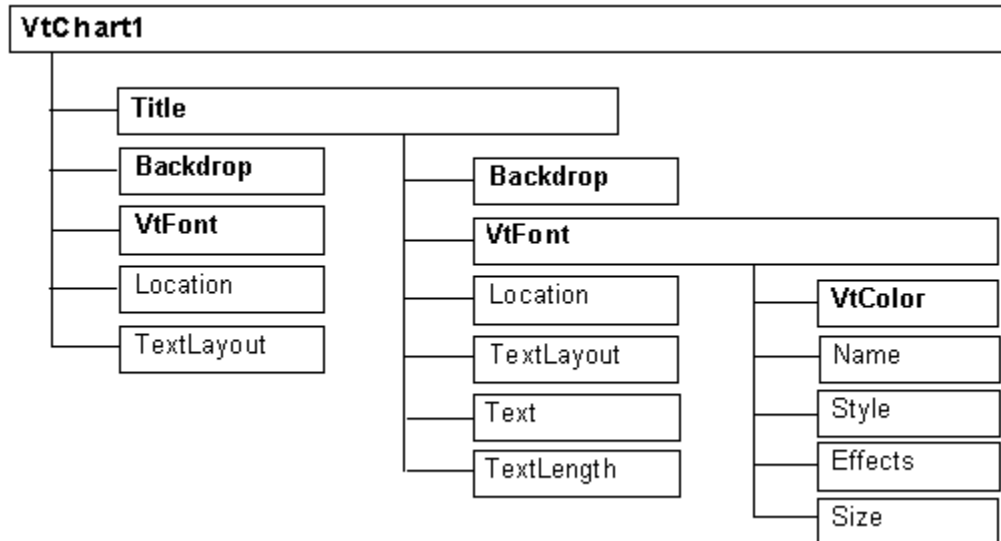 VtChart1
Title
Backdrop
VtFont
Location
TextLayout
Backdrop
VtFont
Location
TextLayout
Text
TextLength
VtColor
Name
Style
Effects
Size